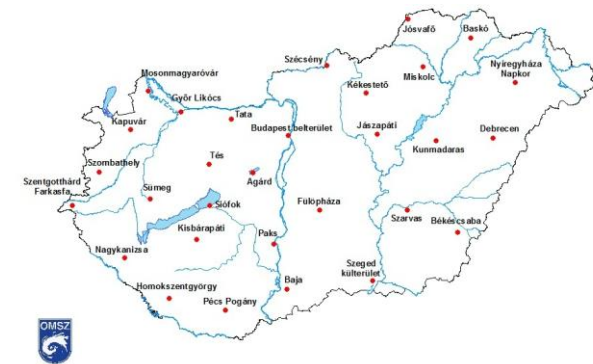 Jósvafő
Baskó
Szécsény
Miskolc
Nyíregyháza
Napkor
Mosonmagyaróvár
Kékestető
Győr Likócs
Tata
Kapuvár
Budapest belterület
Jászapáti
Debrecen
Kunmadaras
Szombathely
Tés
Szentgotthárd
Farkasfa
Agárd
Sümeg
Siófok
Fülöpháza
Szarvas
Békéscsaba
Kisbárapáti
Paks
Nagykanizsa
Szeged
külterület
Homokszentgyörgy
Baja
Pécs Pogány
OMSZ